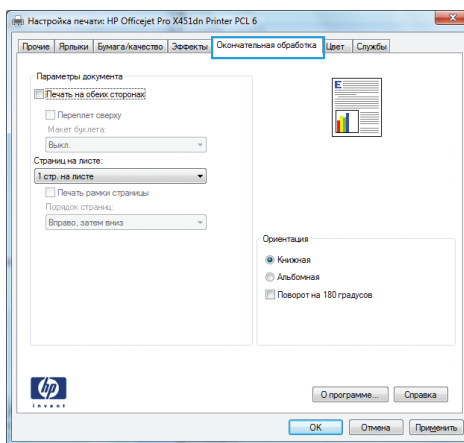 Настройка печати: HP Officejet Pro X451dn Printer PCL 6
Прочие Ярлыки Бумага/качество Эффекты Окончательная обработка Цвет Службы
Параметры документа
Печать на обеих сторонах
Переплет сверху
Макет буклета:
Выкл.
Страниц на листе:
1 стр. на листе
Печать рамки страницы
Порядок страниц:
Вправо, затем вниз
E
Ориентация
Книжная
Альбомная
Поворот на 180 градусов
hp
invent
О программе... Справка
OK Отмена Применить